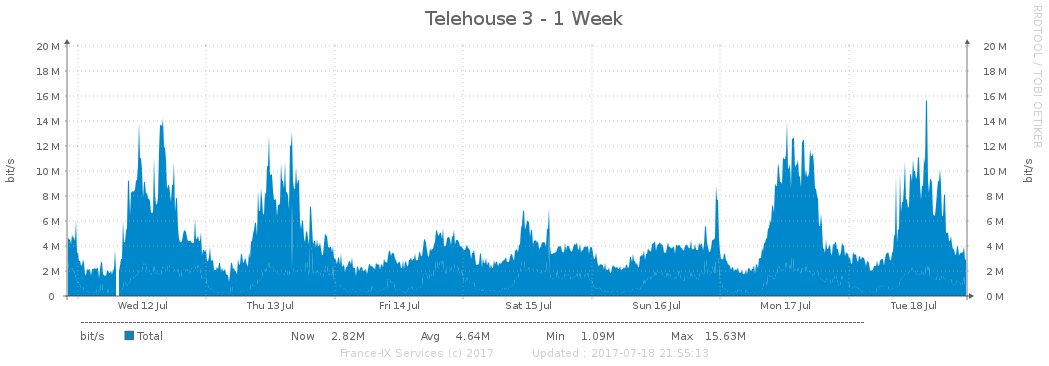 Telehouse 3 - 1 Week
RRDTOOL / TOBI OETIKER
bit/s
20 M 20 M
18 M 18 M
16 M 16 M
14 M 14 M
12 M 12 M
10 M 10 M
8 M 8 M
6 M 6 M
4 M 4 M
2 M 2 M
0 0 M
bit/s
Wed 12 Jul Thu 13 Jul Fri 14 Jul Sat 15 Jul Sun 16 Jul Mon 17 Jul Tue 18 Jul
bit/s Total Now 2.82M Avg 4.64M Min 1.09M Max 15.63M
France-IX Services (c) 2017 Updated : 2017-07-18 21:55:13